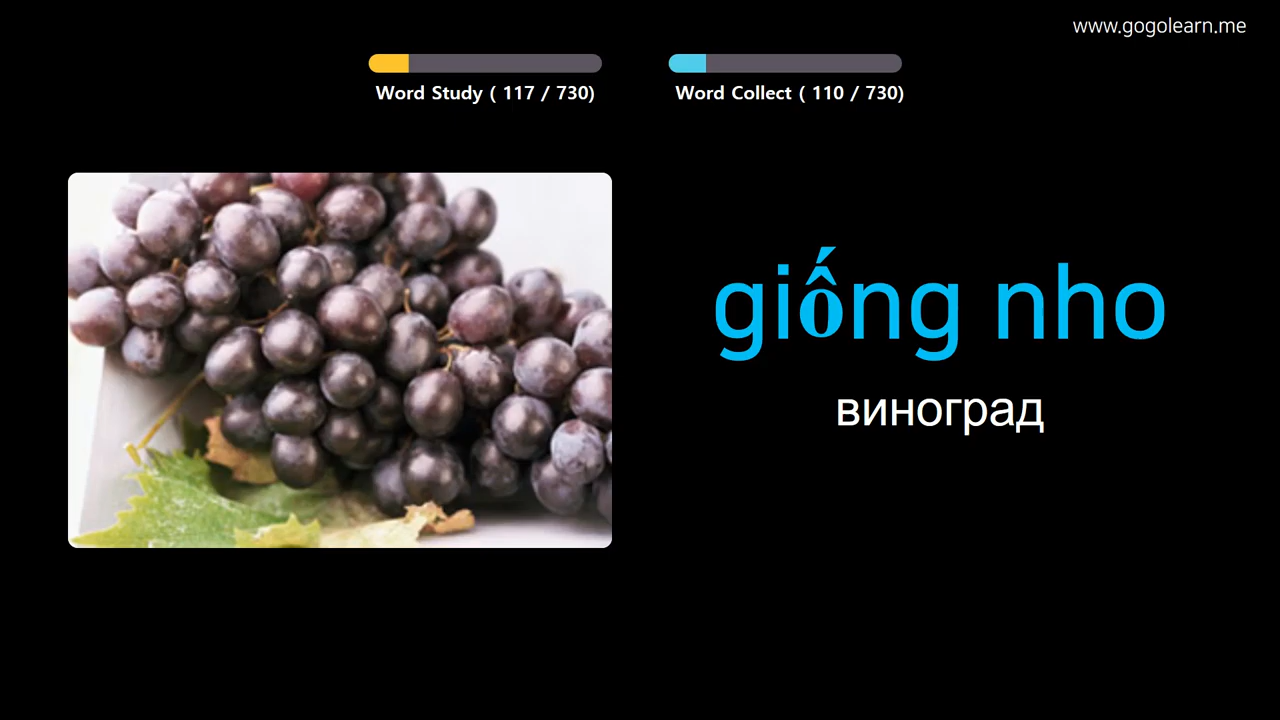 www.gogolearn.me
Word Study ( 117 / 730)
Word Collect ( 110 / 730)
giống nho
виноград